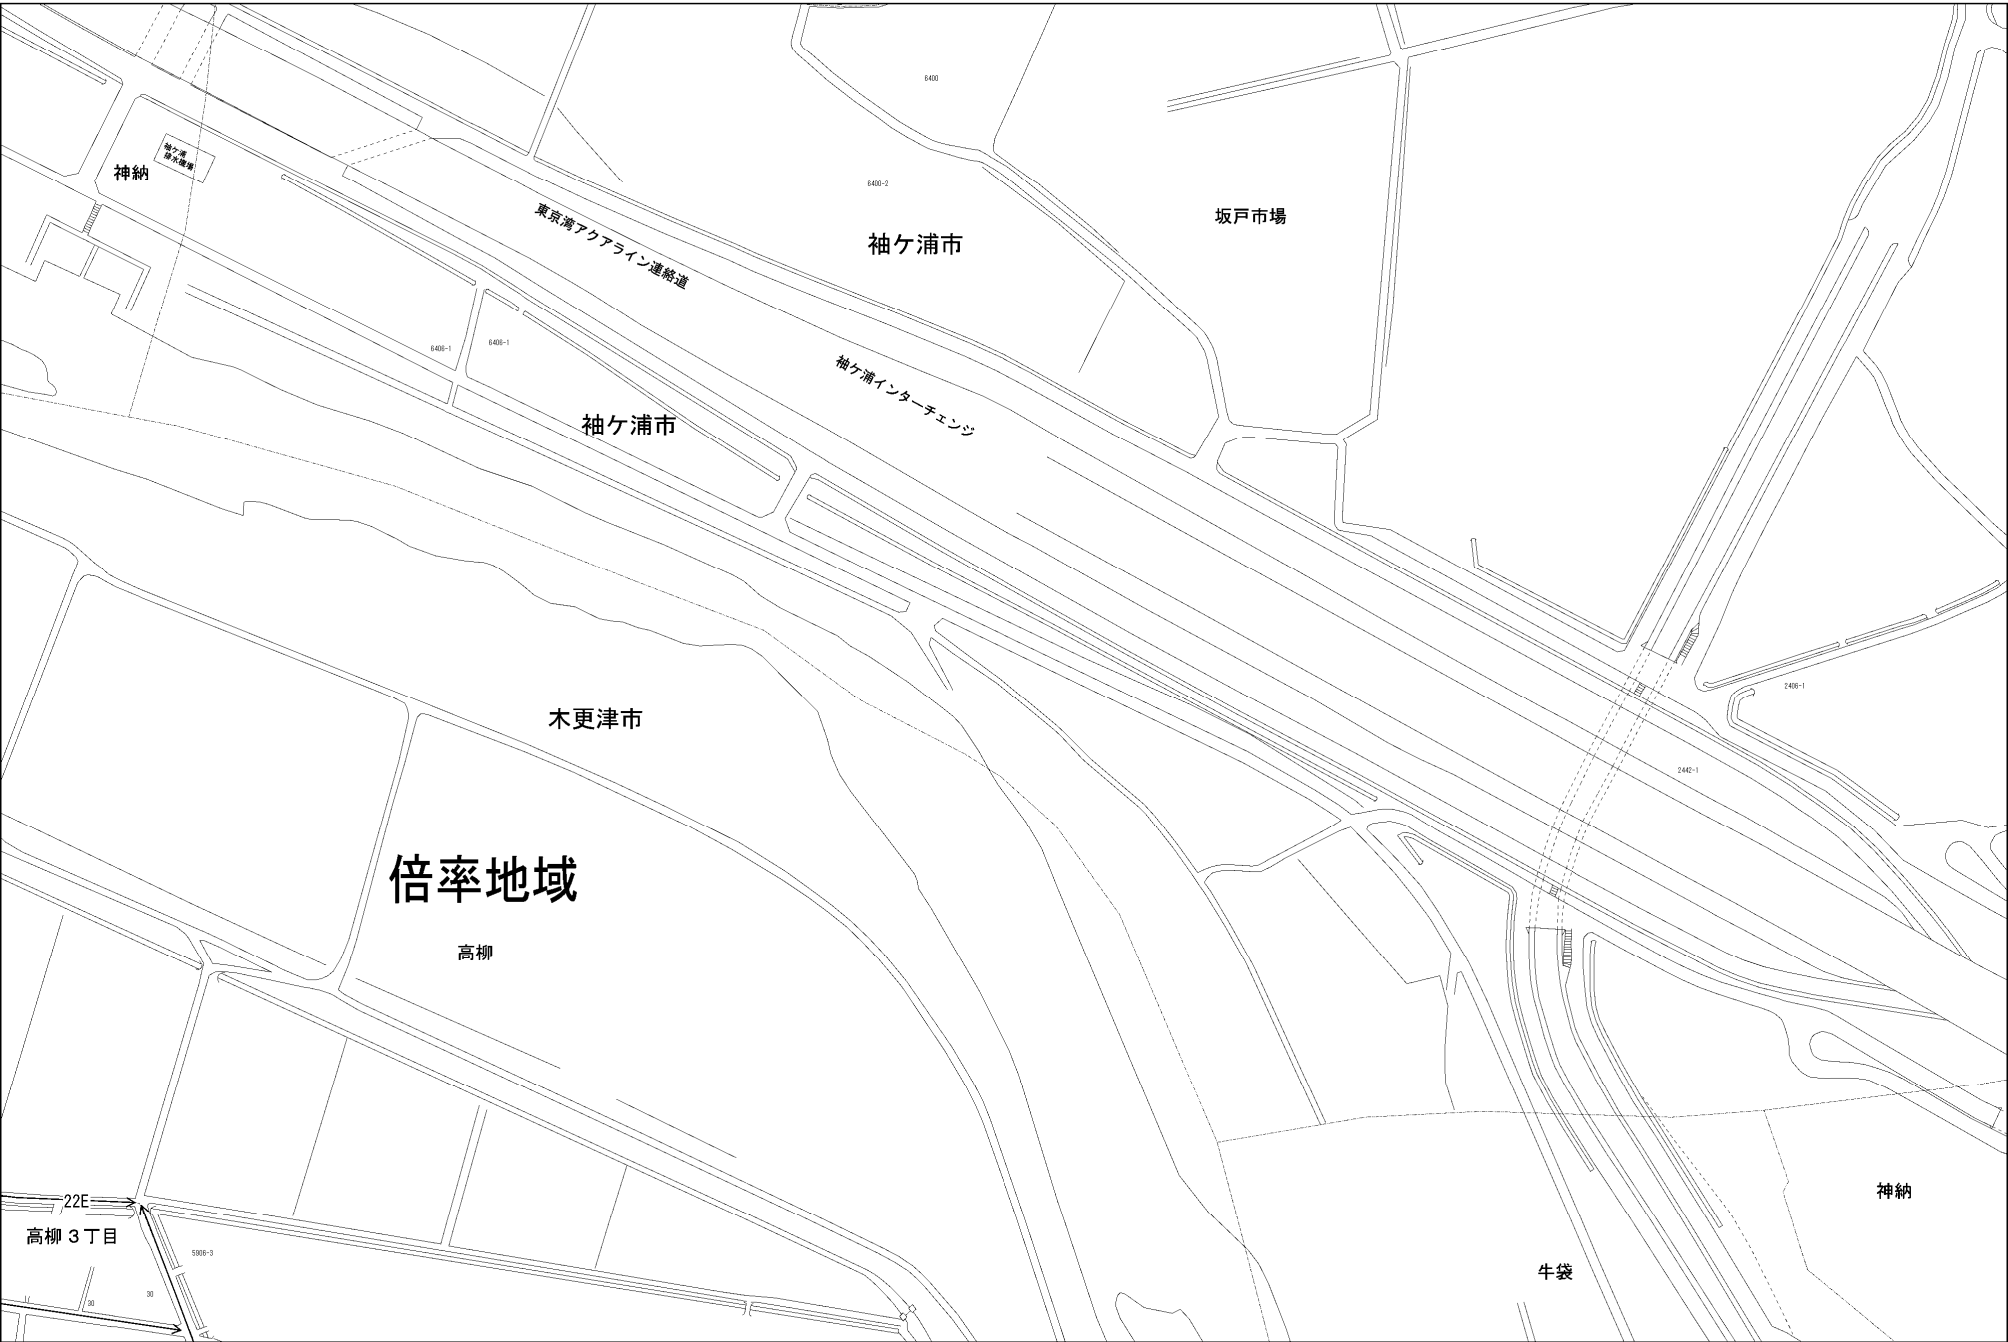 6400
袖ケ浦
排水機場
神納
6400-2
東京湾アクアライン連絡道
坂戸市場
袖ケ浦市
6406-1
6406-1
袖ケ浦インターチェンジ
袖ケ浦市
2406-1
木更津市
2442-1
倍率地域
高柳
22E
神納
高柳3丁目
5906-3
牛袋
30
30